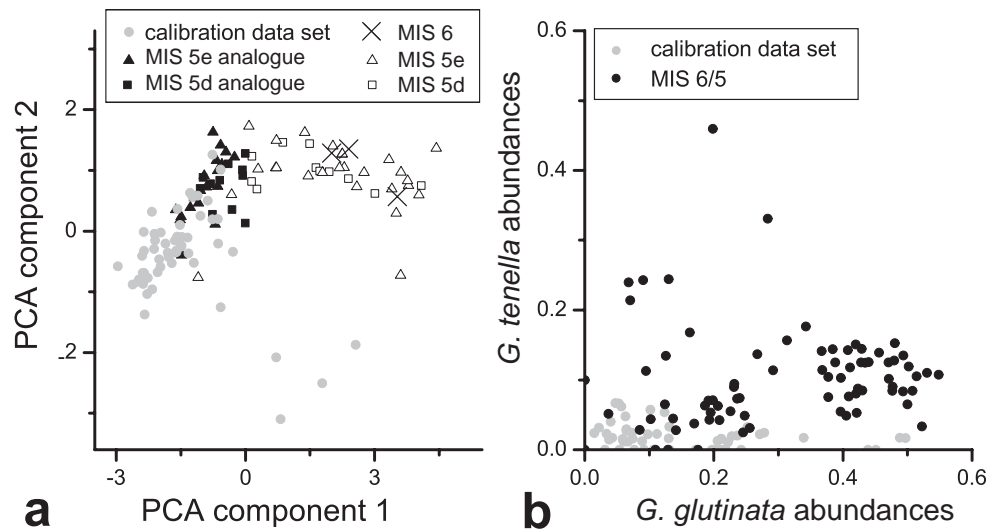 calibration data set
MIS 6
MIS 5e analogue
MIS 5e
MIS 5d analogue
MIS 5d
PCA component 2
2
0
-2
-3
0
3
PCA component 1
a
calibration data set
MIS 6/5
G. tenella abundances
0.6
0.4
0.2
0.0
0.0
0.2
0.4
0.6
G. glutinata abundances
b